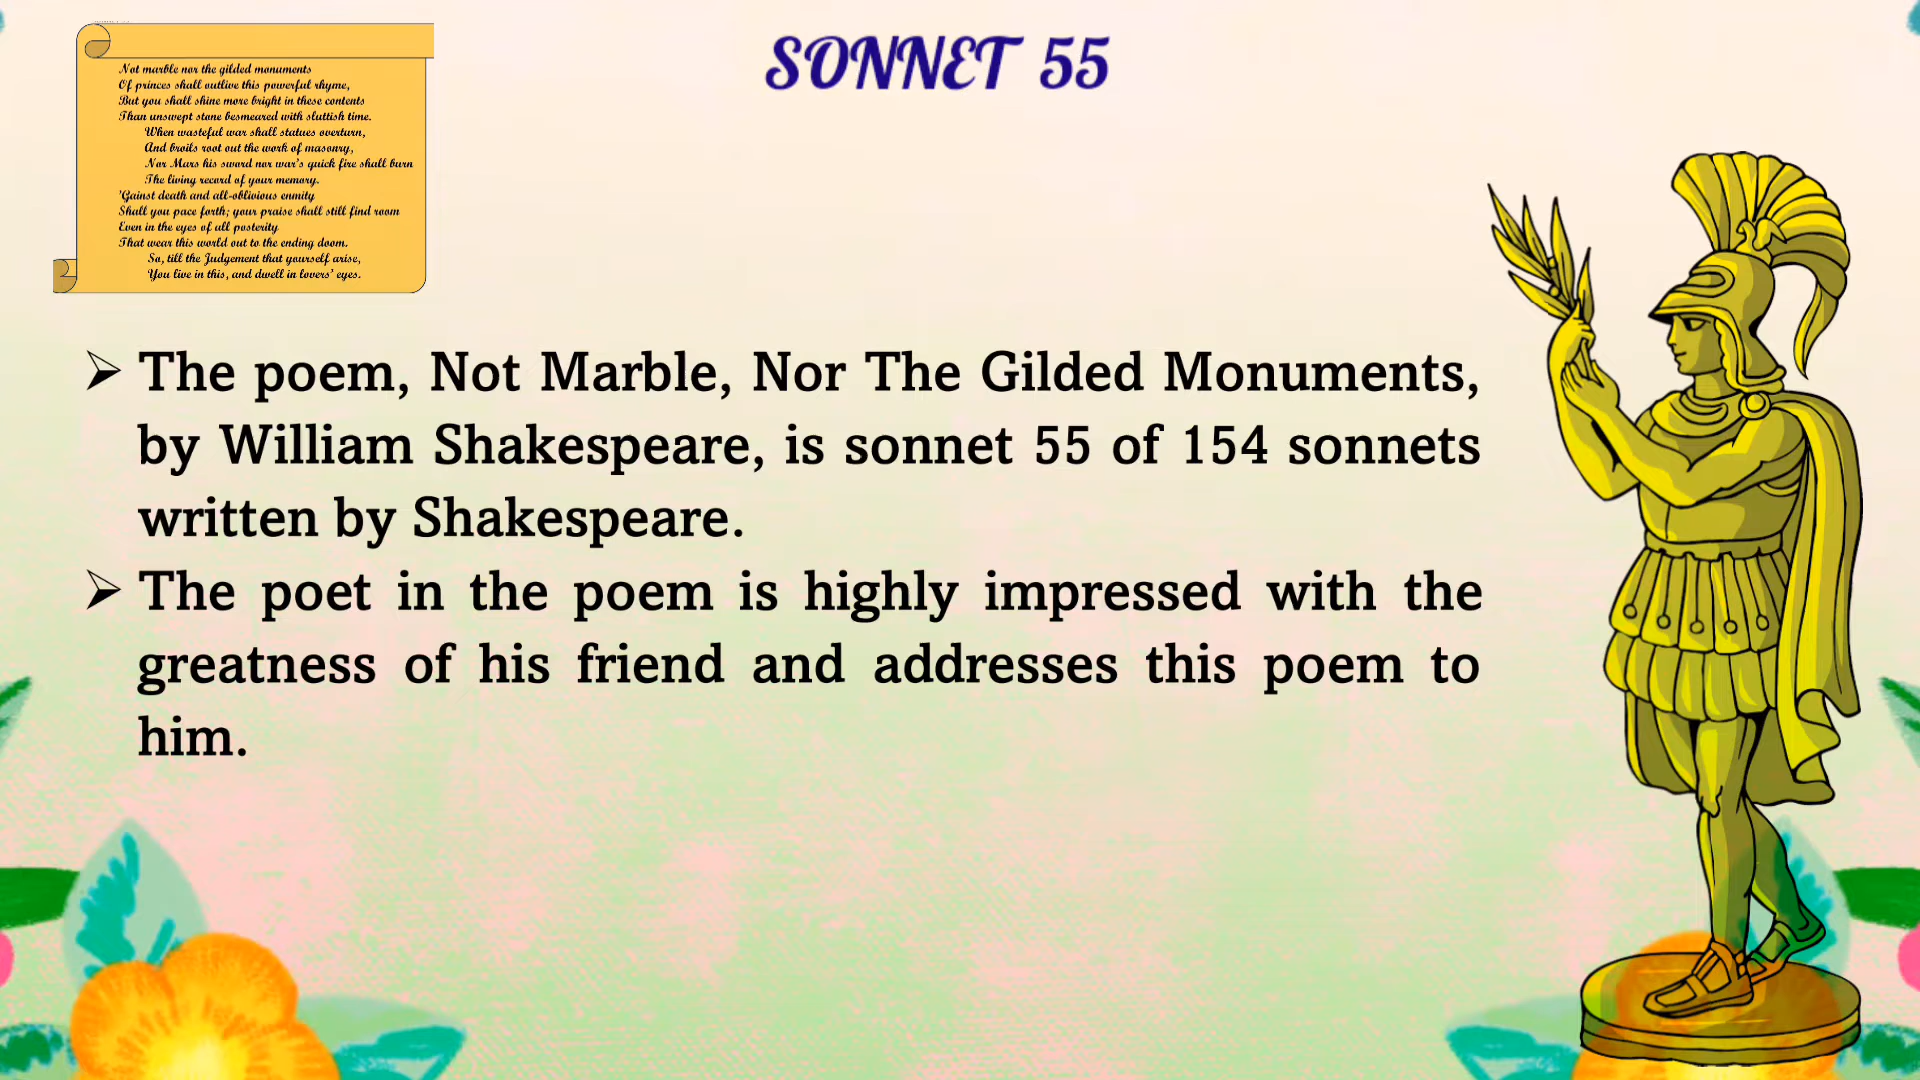 Not marble nor the gilded monuments
Of princes shall outlive this powerful rhyme,
But you shall shine more bright in these contents
Than unswept stone besmeared with sluttish time.
When wasteful war shall statues overturn,
And broils root out the work of masonry,
Nor Mars his sword nor war's quick fire shall burn
The living record of your memory.
'Gainst death and all-oblivious enmity
Shall you pace forth; your praise shall still find room
Even in the eyes of all posterity
That wear this world out to the ending doom.
So, till the Judgement that yourself arise,
You live in this, and dwell in lovers' eyes.
SONNET 55
➢ The poem, Not Marble, Nor The Gilded Monuments,
by William Shakespeare, is sonnet 55 of 154 sonnets
written by Shakespeare.
➢ The poet in the poem is highly impressed with the
greatness of his friend and addresses this poem to
him.